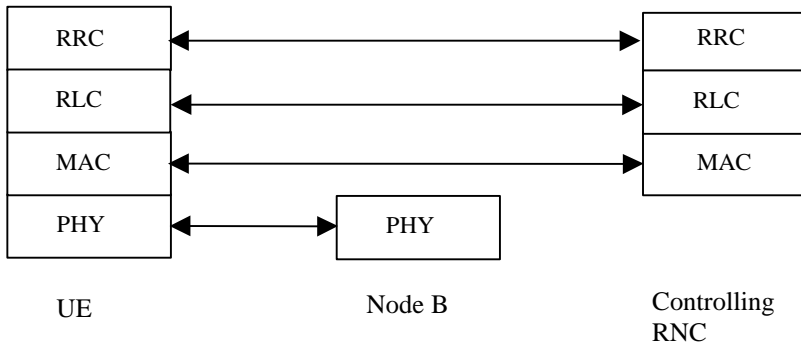 RRC RRC
RLC RLC
MAC MAC
PHY PHY
UE Node B Controlling
RNC